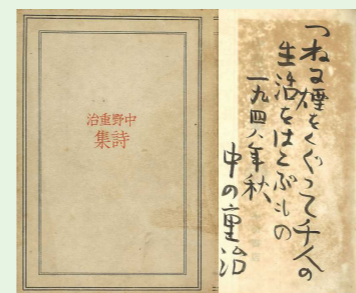 中野重治
詩集
つねに煙をくぐって千人の
生活をはこぶもの
一九四八年秋、
中の重治